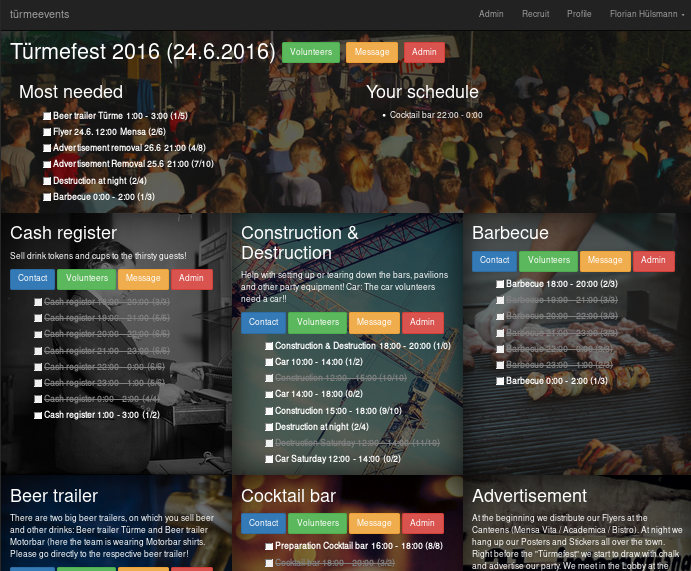 türmeevents
Admin Recruit Profile Florian Hülsmann
Türmefest 2016 (24.6.2016) Volunteers Message Admin
Most needed
Beer trailer Türme 1:00 - 3:00 (1/5)
Flyer 24.6. 12:00 Mensa (2/6)
Advertisement removal 26.6 21:00 (4/8)
Advertisement Removal 25.6 21:00 (7/10)
Destruction at night (2/4)
Barbecue 0:00 - 2:00 (1/3)
Your schedule
Cocktail bar 22:00 - 0:00
Cash register
Sell drink tokens and cups to the thirsty guests!
Contact Volunteers Message Admin
Cash register 18:00 - 20:00 (3/3)
Cash register 19:00 - 21:00 (6/6)
Cash register 20:00 - 22:00 (6/6)
Cash register 21:00 - 23:00 (6/6)
Cash register 22:00 - 0:00 (6/6)
Cash register 23:00 - 1:00 (6/6)
Cash register 0:00 - 2:00 (4/4)
Cash register 1:00 - 3:00 (1/2)
Construction &
Destruction
Help with setting up or tearing down the bars, pavilions
and other party equipment! Car: The car volunteers
need a car!!
Contact Volunteers Message Admin
Construction & Destruction 18:00 - 20:00 (1/0)
Car 10:00 - 14:00 (1/2)
Construction 12:00 - 15:00 (10/10)
Car 14:00 - 18:00 (0/2)
Construction 15:00 - 18:00 (9/10)
Destruction at night (2/4)
Destruction Saturday 12:00 - 14:00 (11/10)
Car Saturday 12:00 - 14:00 (0/2)
Barbecue
Contact Volunteers Message Admin
Barbecue 18:00 - 20:00 (2/3)
Barbecue 19:00 - 21:00 (3/3)
Barbecue 20:00 - 22:00 (3/3)
Barbecue 21:00 - 23:00 (3/3)
Barbecue 22:00 - 0:00 (3/3)
Barbecue 23:00 - 1:00 (2/3)
Barbecue 0:00 - 2:00 (1/3)
Beer trailer
There are two big beer trailers, on which you sell beer
and other drinks: Beer trailer Türme and Beer trailer
Motorbar (here the team is wearing Motorbar shirts.
Please go directly to the respective beer trailer!
Cocktail bar
Contact Volunteers Message Admin
Preparation Cocktail bar 16:00 - 18:00 (8/8)
Cocktail bar 18:00 - 20:00 (3/2)
Advertisement
At the beginning we distribute our Flyers at the
Canteens (Mensa Vita / Academica / Bistro). At night we
hang up our Posters and Stickers all over the town.
Right before the "Türmefest" we start to draw with chalk
and advertise our party. We meet in the Lobby at the